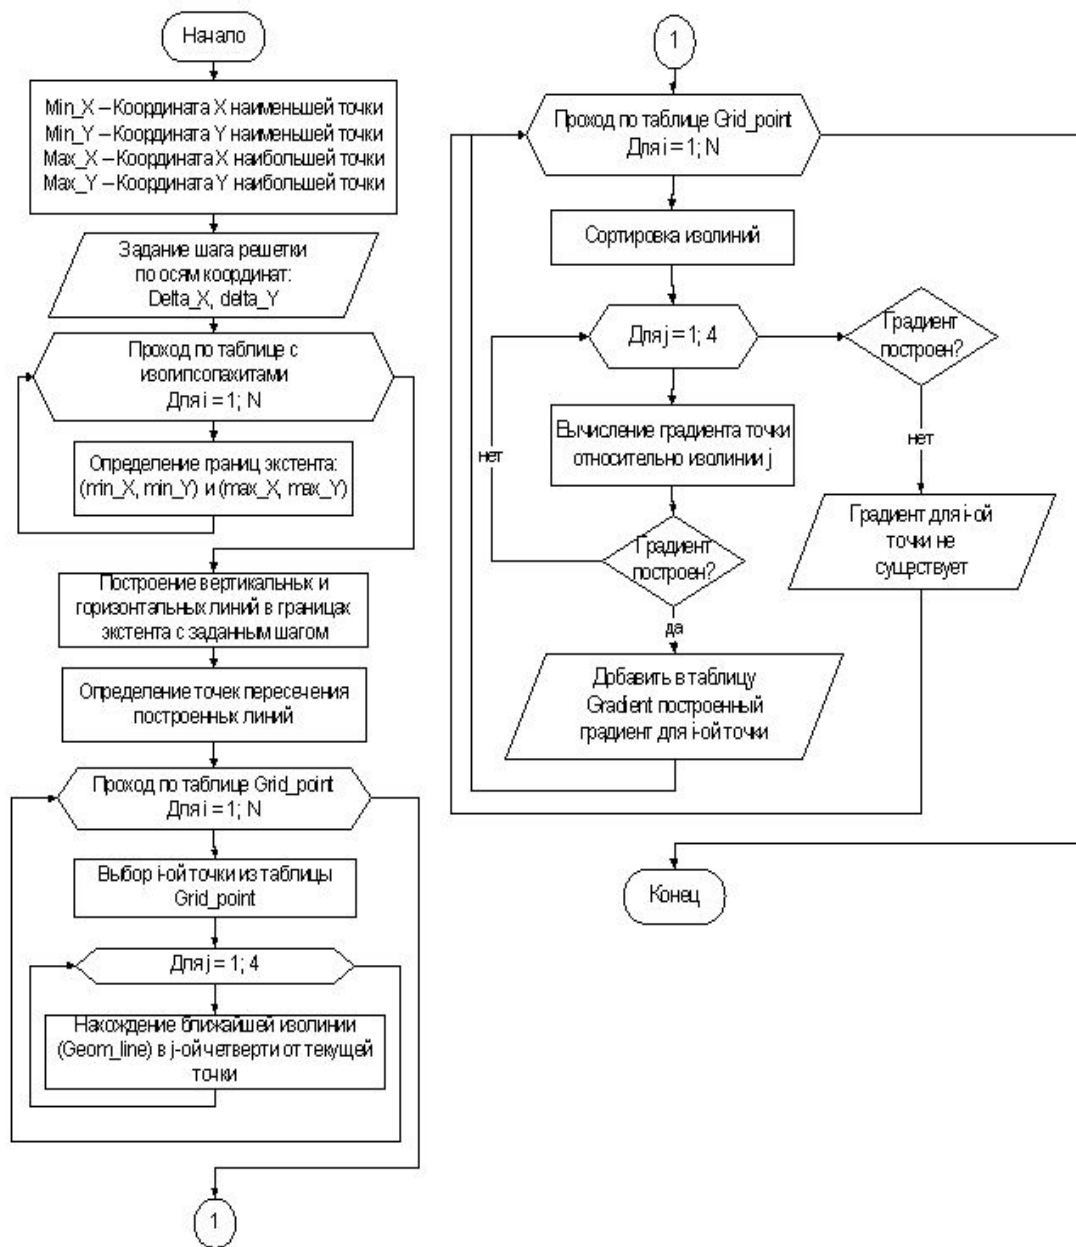 Начало
Min_X – Координата X наименьшей точки
Min_Y – Координата Y наименьшей точки
Max_X – Координата X наибольшей точки
Max_Y – Координата Y наибольшей точки
Задание шага решетки
по осям координат:
Delta_X, delta_Y
Проход по таблице с
изогипсопахитами
Для i = 1; N
Определение границ экстента:
(min_X, min_Y) и (max_X, max_Y)
Построение вертикальных и
горизонтальных линий в границах
экстента с заданным шагом
Определение точек пересечения
построенных линий
Проход по таблице Grid_point
Для i = 1; N
Выбор i-ой точки из таблицы
Grid_point
Для j = 1; 4
Нахождение ближайшей изолинии
(Geom_line) в j-ой четверти от текущей
точки
1
1
Проход по таблице Grid_point
Для i = 1; N
Сортировка изолиний
Для j = 1; 4
Градиент
построен?
Вычисление градиента точки
относительно изолинии j
нет
нет
Градиент
построен?
Градиент для i-ой
точки не
существует
да
Добавить в таблицу
Gradient построенный
градиент для i-ой точки
Конец